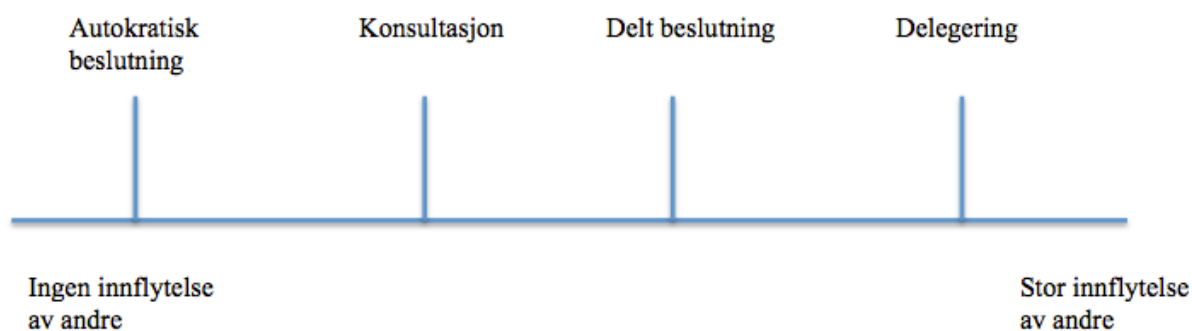 Autokratisk
beslutning
Konsultasjon
Delt beslutning
Delegering
Ingen innflytelse
av andre
Stor innflytelse
av andre